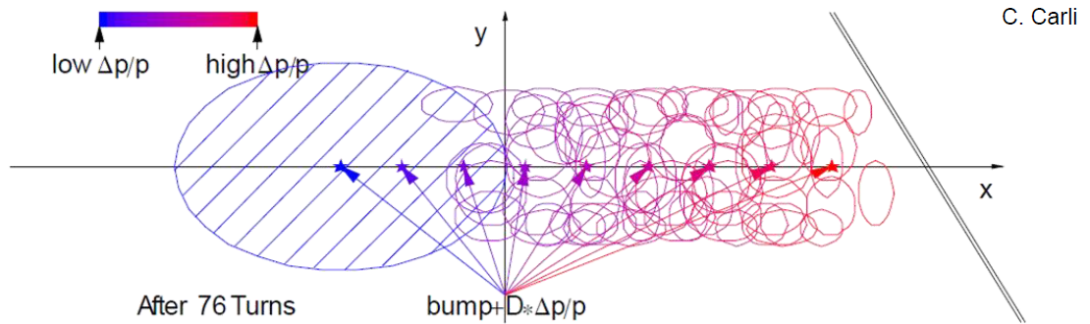 C. Carli
y
low Δp/p high Δp/p
x
After 76 Turns bump+D*Δp/p